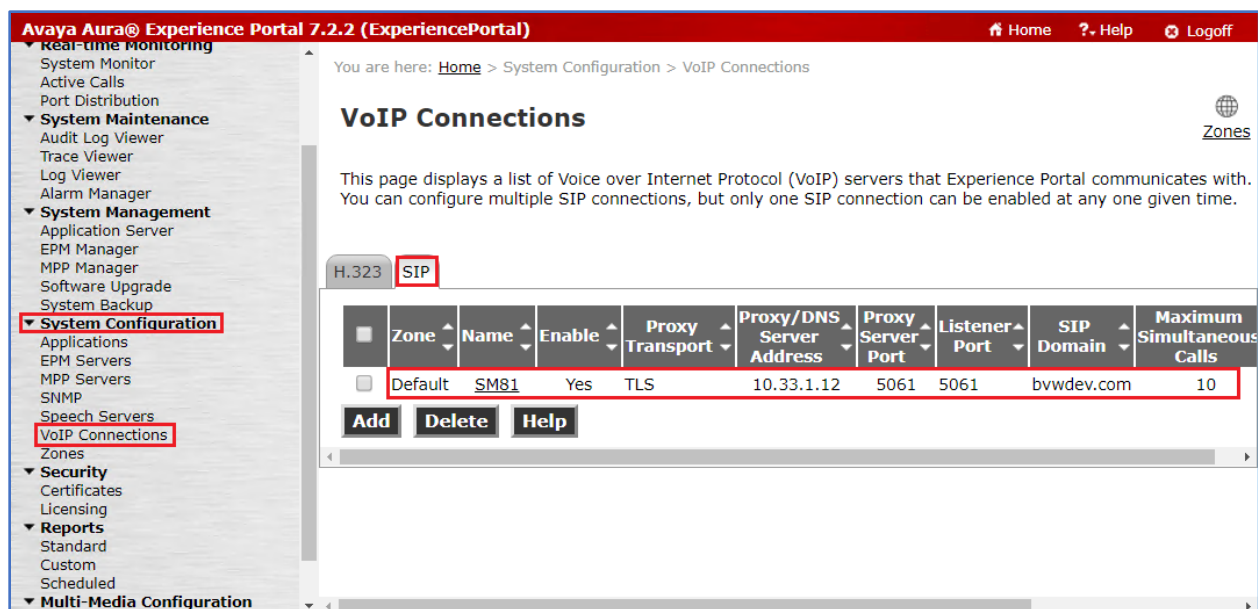 Avaya Aura® Experience Portal 7.2.2 (ExperiencePortal)
Home ? Help Logoff
▼ Real-time Monitoring
System Monitor
Active Calls
Port Distribution
▼ System Maintenance
Audit Log Viewer
Trace Viewer
Log Viewer
Alarm Manager
▼ System Management
Application Server
EPM Manager
MPP Manager
Software Upgrade
System Backup
▼ System Configuration
Applications
EPM Servers
MPP Servers
SNMP
Speech Servers
VoIP Connections
Zones
▼ Security
Certificates
Licensing
▼ Reports
Standard
Custom
Scheduled
▼ Multi-Media Configuration
You are here: Home > System Configuration > VoIP Connections
VoIP Connections
Zones
This page displays a list of Voice over Internet Protocol (VoIP) servers that Experience Portal communicates with.
You can configure multiple SIP connections, but only one SIP connection can be enabled at any one given time.
H.323 SIP
Zone Name Enable Proxy Transport Proxy/DNS Server Address Proxy Server Port Listener Port SIP Domain Maximum Simultaneous Calls
Default SM81 Yes TLS 10.33.1.12 5061 5061 bvwdev.com 10
Add Delete Help